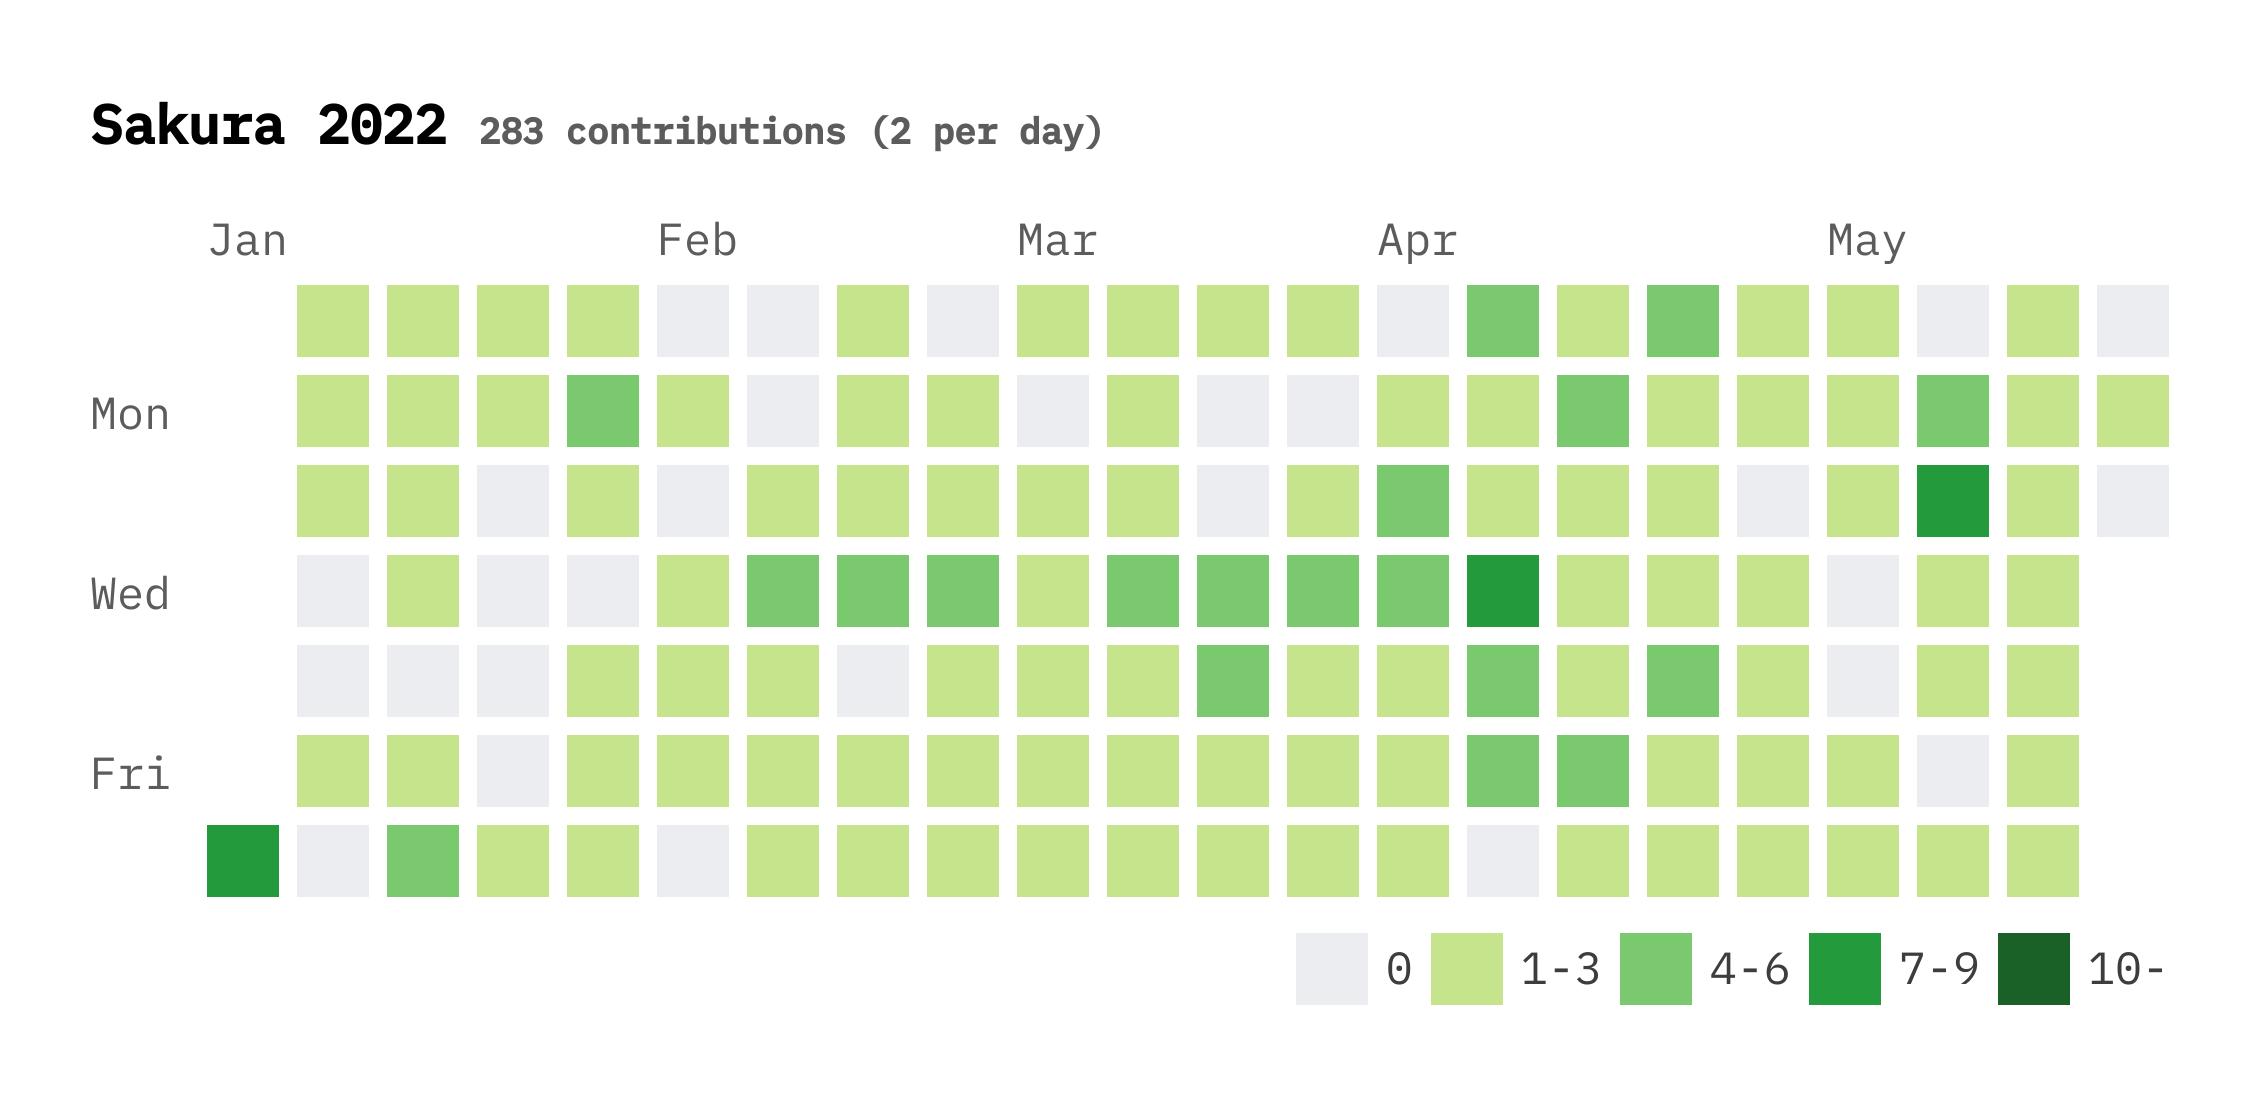 Sakura 2022 283 contributions (2 per day)
Jan Feb Mar Apr May
Mon
Wed
Fri
0 1-3 4-6 7-9 10-